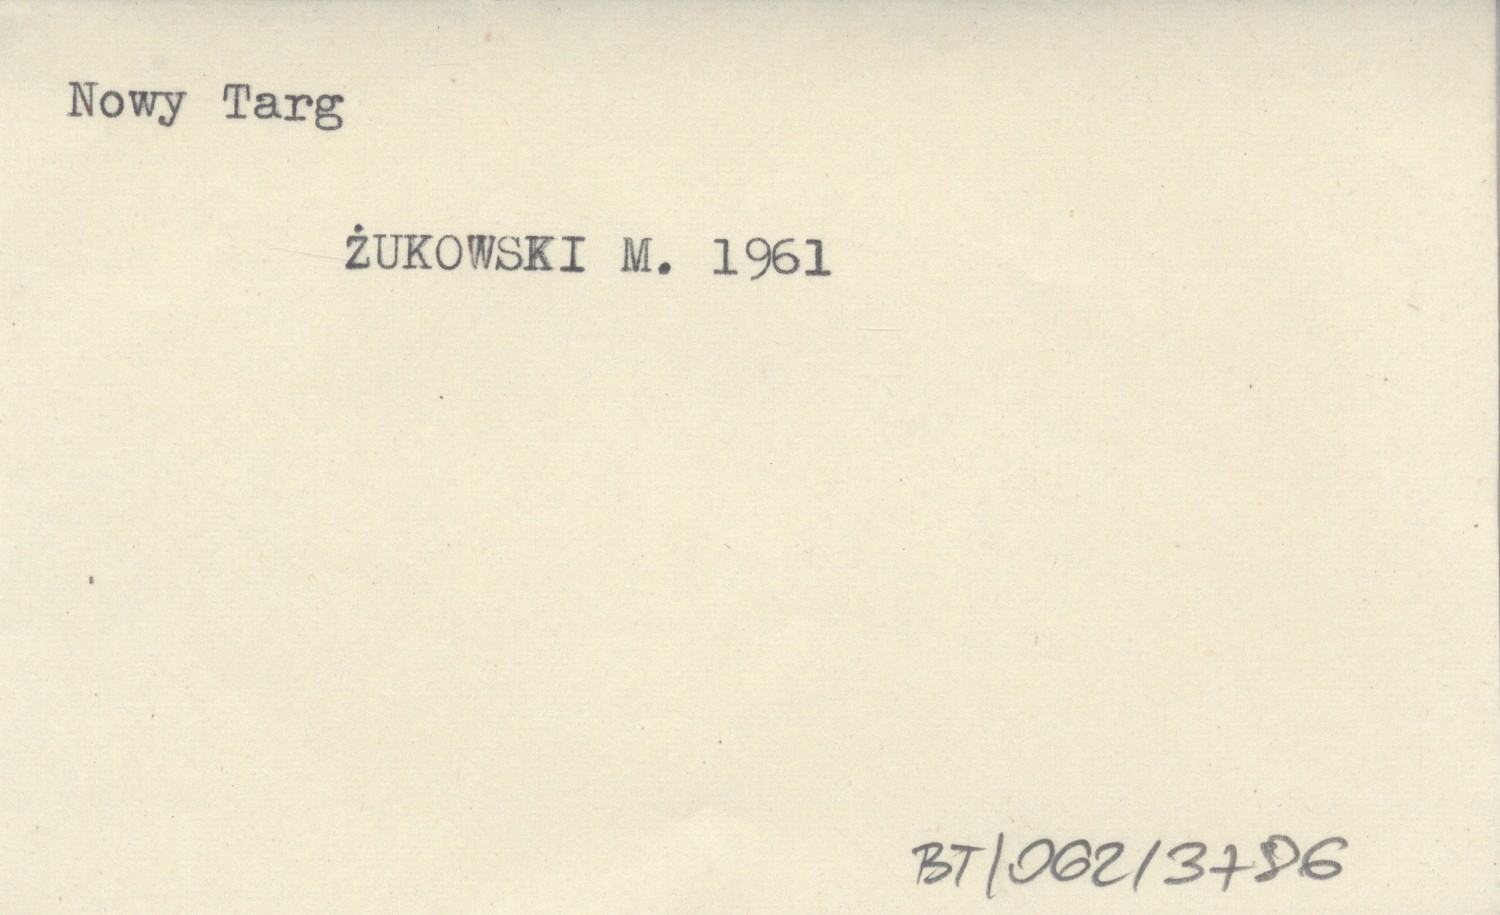 Nowy Targ
ŻUKOWSKI M. 1961
BT/062/3786